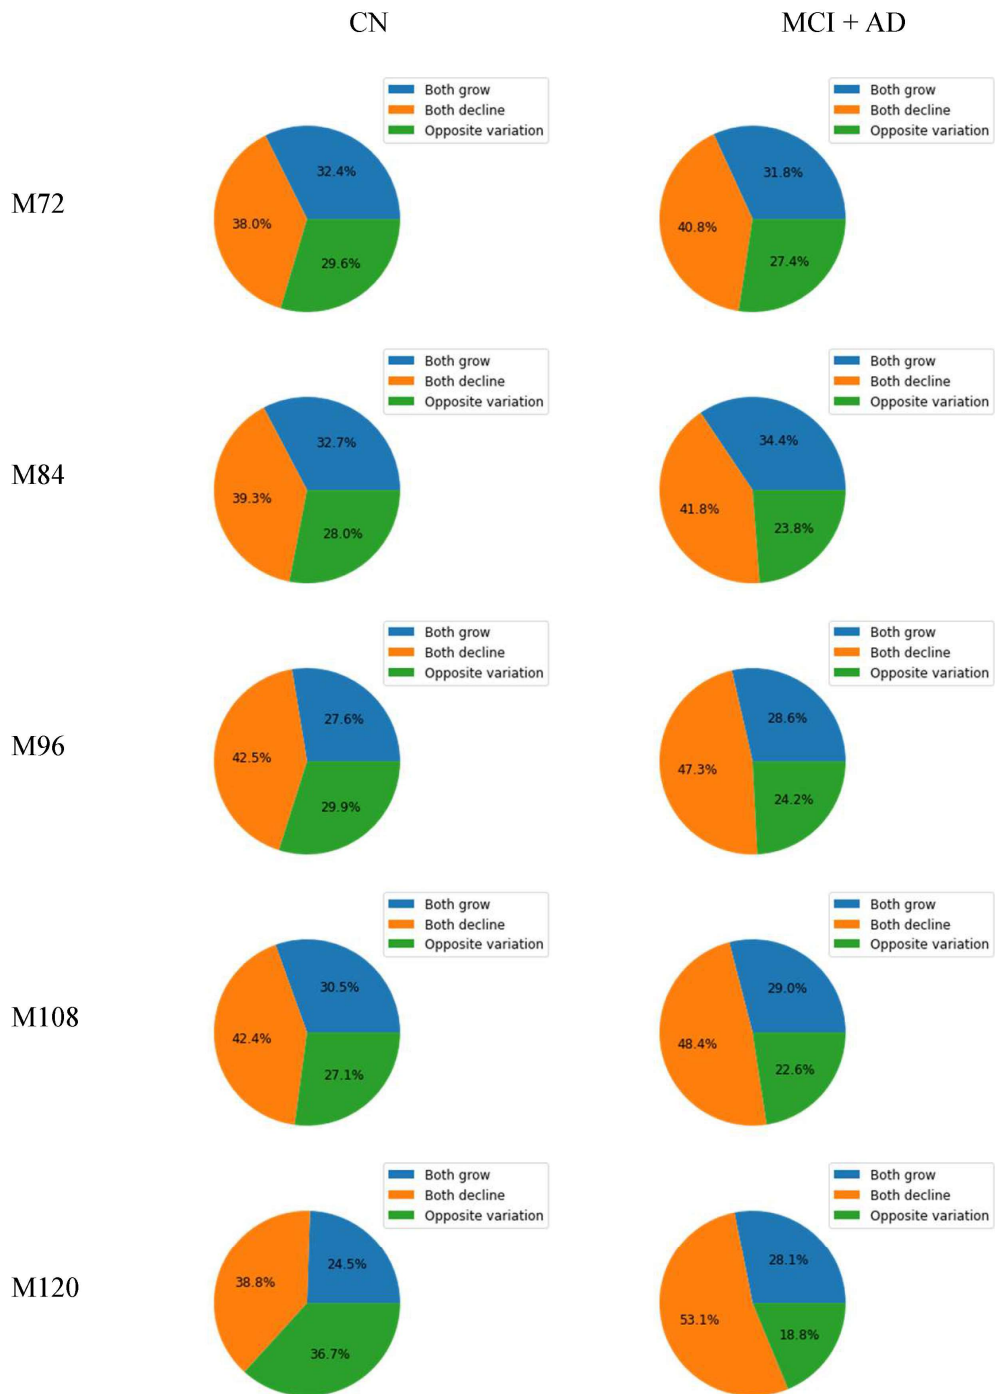 CN
MCI + AD
M72
Both grow
Both decline
Opposite variation
32.4%
38.0%
29.6%
Both grow
Both decline
Opposite variation
31.8%
40.8%
27.4%
M84
Both grow
Both decline
Opposite variation
32.7%
39.3%
28.0%
Both grow
Both decline
Opposite variation
34.4%
41.8%
23.8%
M96
Both grow
Both decline
Opposite variation
27.6%
42.5%
29.9%
Both grow
Both decline
Opposite variation
28.6%
47.3%
24.2%
M108
Both grow
Both decline
Opposite variation
30.5%
42.4%
27.1%
Both grow
Both decline
Opposite variation
29.0%
48.4%
22.6%
M120
Both grow
Both decline
Opposite variation
24.5%
38.8%
36.7%
Both grow
Both decline
Opposite variation
28.1%
53.1%
18.8%